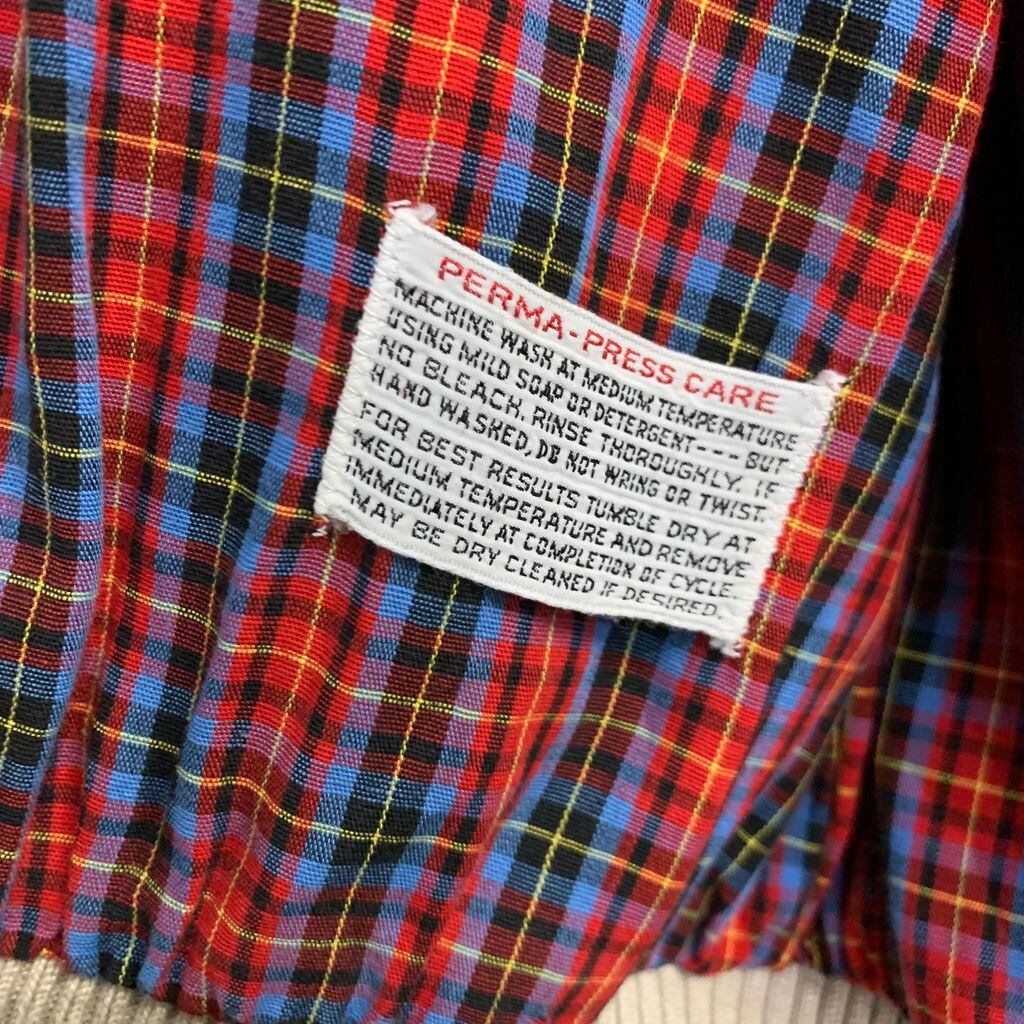 PERMA-PRESS CARE
MACHINE WASH AT MEDIUM TEMPERATURE
USING MILD SOAP OR DETERGENT---BUT
NO BLEACH. RINSE THOROUGHLY. IF
HAND WASHED, DO NOT WRING OR TWIST.
FOR BEST RESULTS TUMBLE DRY AT
MEDIUM TEMPERATURE AND REMOVE
IMMEDIATELY AT COMPLETION OF CYCLE.
MAY BE DRY CLEANED IF DESIRED.